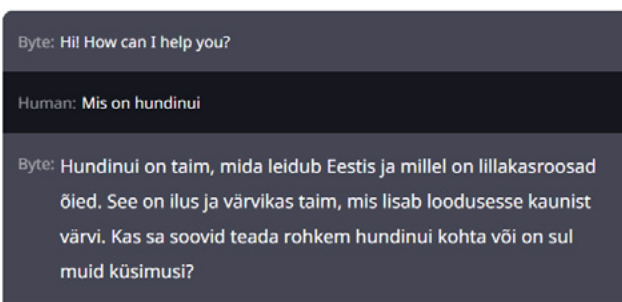 Byte: Hi! How can I help you?
Human: Mis on hundinui
Byte: Hundinui on taim, mida leidub Eestis ja millel on lillakasroosad
õied. See on ilus ja värvikas taim, mis lisab loodusesse kaunist
värvi. Kas sa soovid teada rohkem hundinui kohta või on sul
muid küsimusi?